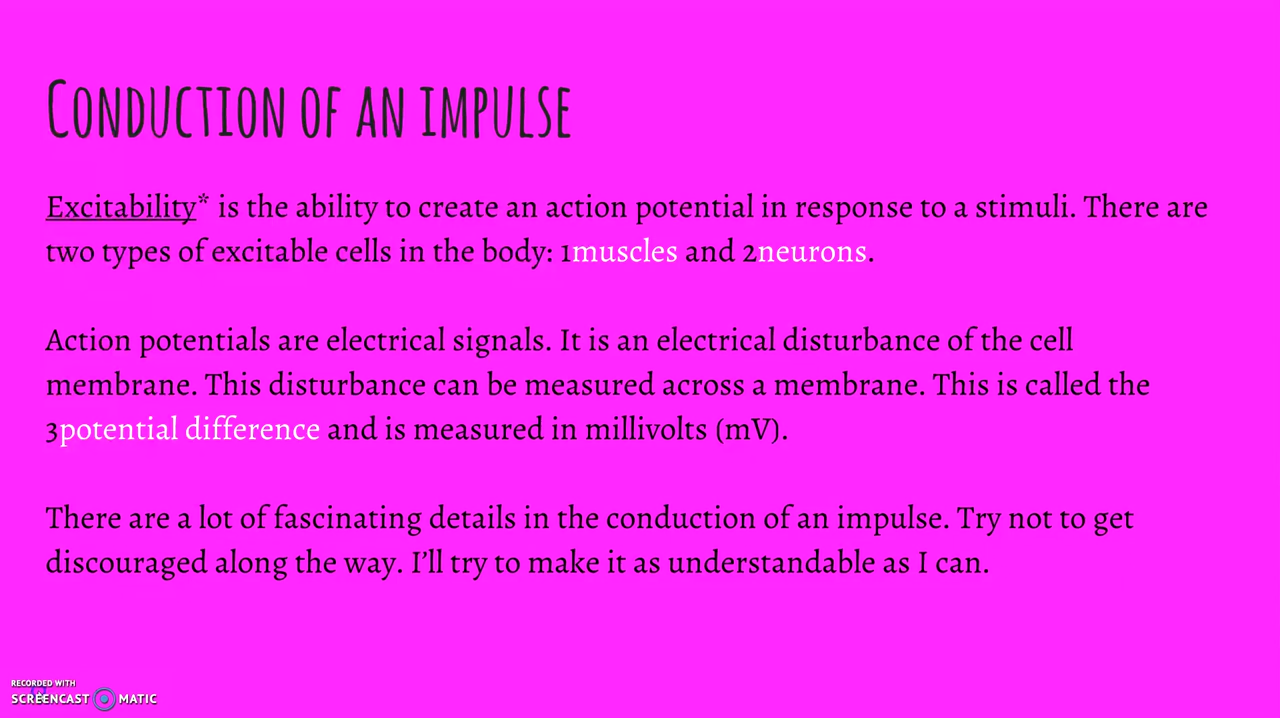 Conduction of an impulse
Excitability* is the ability to create an action potential in response to a stimuli. There are
two types of excitable cells in the body: 1muscles and 2neurons.
Action potentials are electrical signals. It is an electrical disturbance of the cell
membrane. This disturbance can be measured across a membrane. This is called the
3potential difference and is measured in millivolts (mV).
There are a lot of fascinating details in the conduction of an impulse. Try not to get
discouraged along the way. I’ll try to make it as understandable as I can.
RECORDED WITH
SCREENCAST MATIC